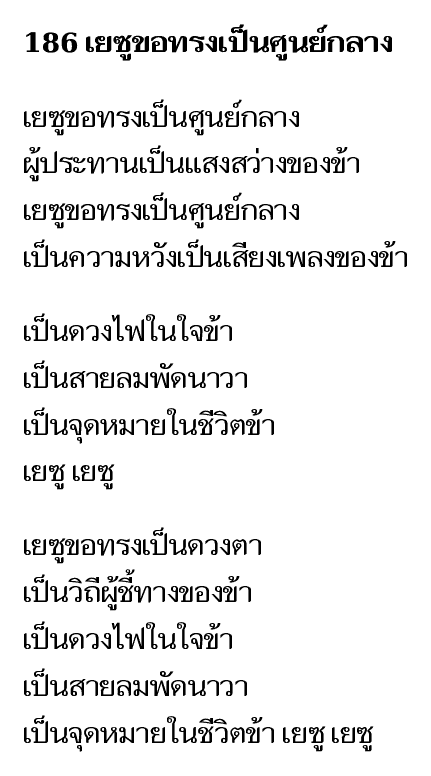 186 เยซูขอทรงเป็นศูนย์กลาง
เยซูขอทรงเป็นศูนย์กลาง
ผู้ประทานเป็นแสงสว่างของข้า
เยซูขอทรงเป็นศูนย์กลาง
เป็นความหวังเป็นเสียงเพลงของข้า
เป็นดวงไฟในใจข้า
เป็นสายลมพัดนาวา
เป็นจุดหมายในชีวิตข้า
เยซู เยซู
เยซูขอทรงเป็นดวงตา
เป็นวิถีผู้ชี้ทางของข้า
เป็นดวงไฟในใจข้า
เป็นสายลมพัดนาวา
เป็นจุดหมายในชีวิตข้า เยซู เยซู